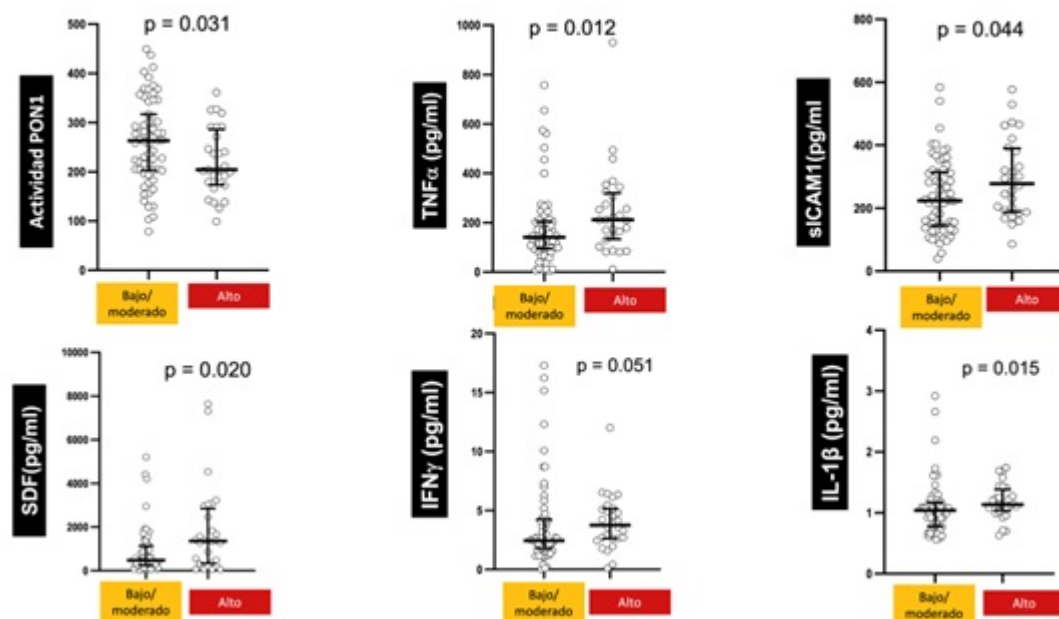 p = 0.031
Actividad PON1
500
400
300
200
100
0
Bajo/
moderado
Alto
p = 0.012
TNFα (pg/ml)
1000
800
600
400
200
0
Bajo/
moderado
Alto
p = 0.044
sICAM1(pg/ml
800
600
400
200
0
Bajo/
moderado
Alto
p = 0.020
SDF(pg/ml)
10000
8000
6000
4000
2000
0
Bajo/
moderado
Alto
p = 0.051
IFNγ (pg/ml)
20
15
10
5
0
Bajo/
moderado
Alto
p = 0.015
IL-1β (pg/ml)
4
3
2
1
0
Bajo/
moderado
Alto